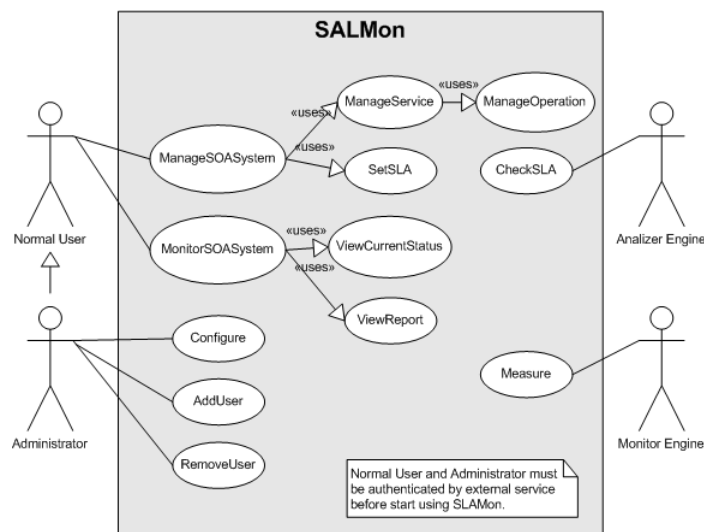 SALMon
«uses»
ManageService
ManageOperation
«uses»
ManageSOASystem
«uses»
SetSLA
CheckSLA
Normal User
Analizer Engine
MonitorSOASystem
«uses»
ViewCurrentStatus
«uses»
ViewReport
Configure
Measure
AddUser
Administrator
Monitor Engine
RemoveUser
Normal User and Administrator must
be authenticated by external service
before start using SLAMon.